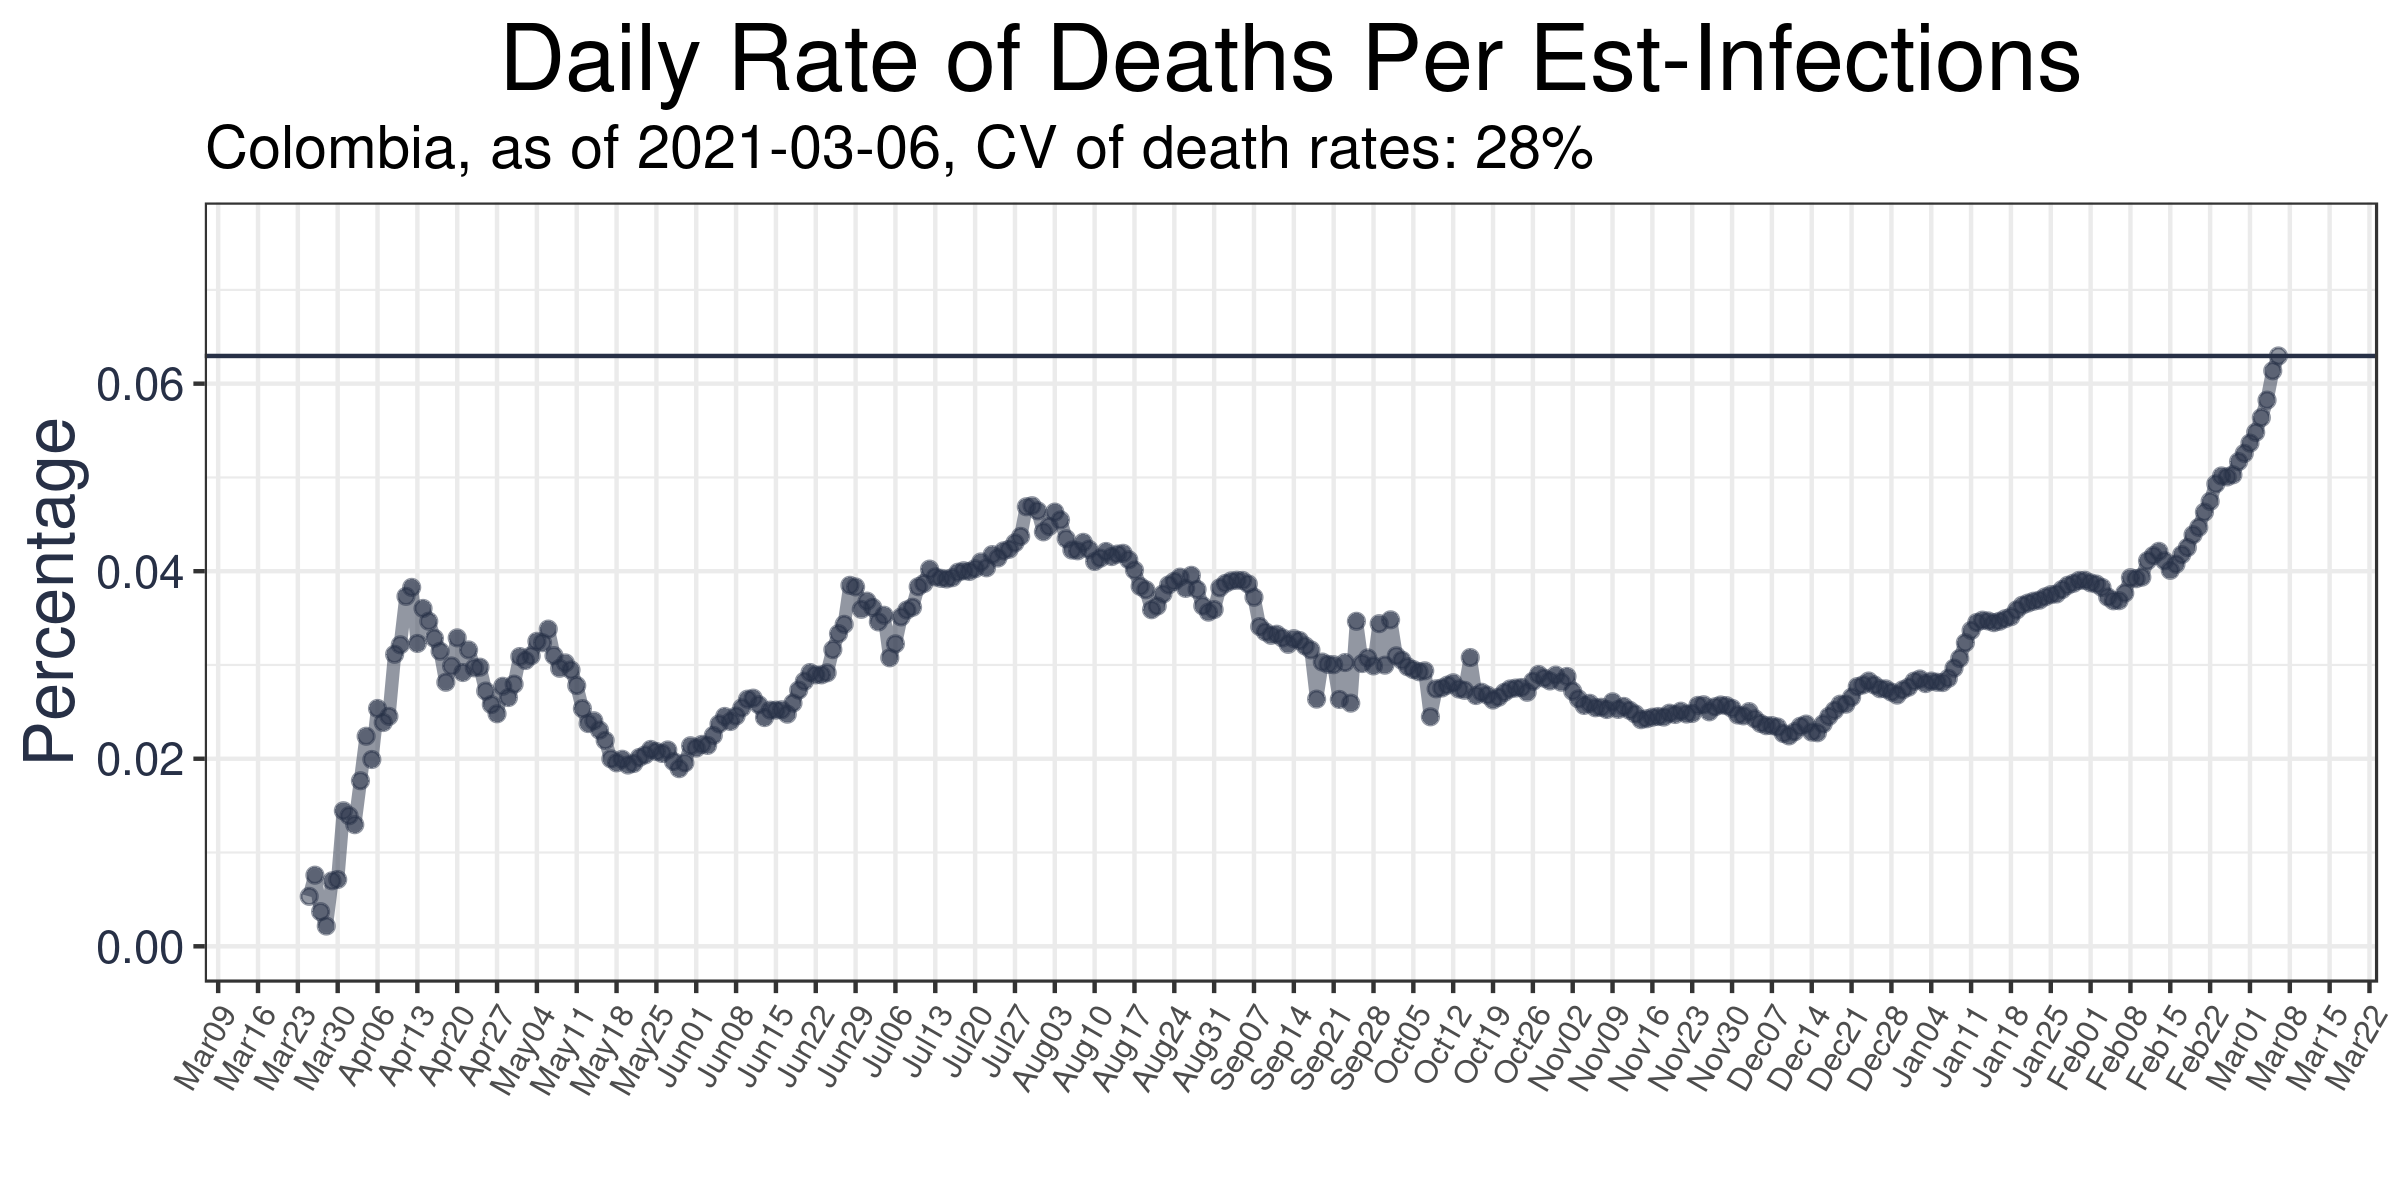 Daily Rate of Deaths Per Est-Infections
Colombia, as of 2021-03-06, CV of death rates: 28%
Percentage
0.06
0.04
0.02
0.00
Mar09
Mar16
Mar23
Mar30
Apr06
Apr13
Apr20
Apr27
May04
May11
May18
May25
Jun01
Jun08
Jun15
Jun22
Jun29
Jul06
Jul13
Jul20
Jul27
Aug03
Aug10
Aug17
Aug24
Aug31
Sep07
Sep14
Sep21
Sep28
Oct05
Oct12
Oct19
Oct26
Nov02
Nov09
Nov16
Nov23
Nov30
Dec07
Dec14
Dec21
Dec28
Jan04
Jan11
Jan18
Jan25
Feb01
Feb08
Feb15
Feb22
Mar01
Mar08
Mar15
Mar22